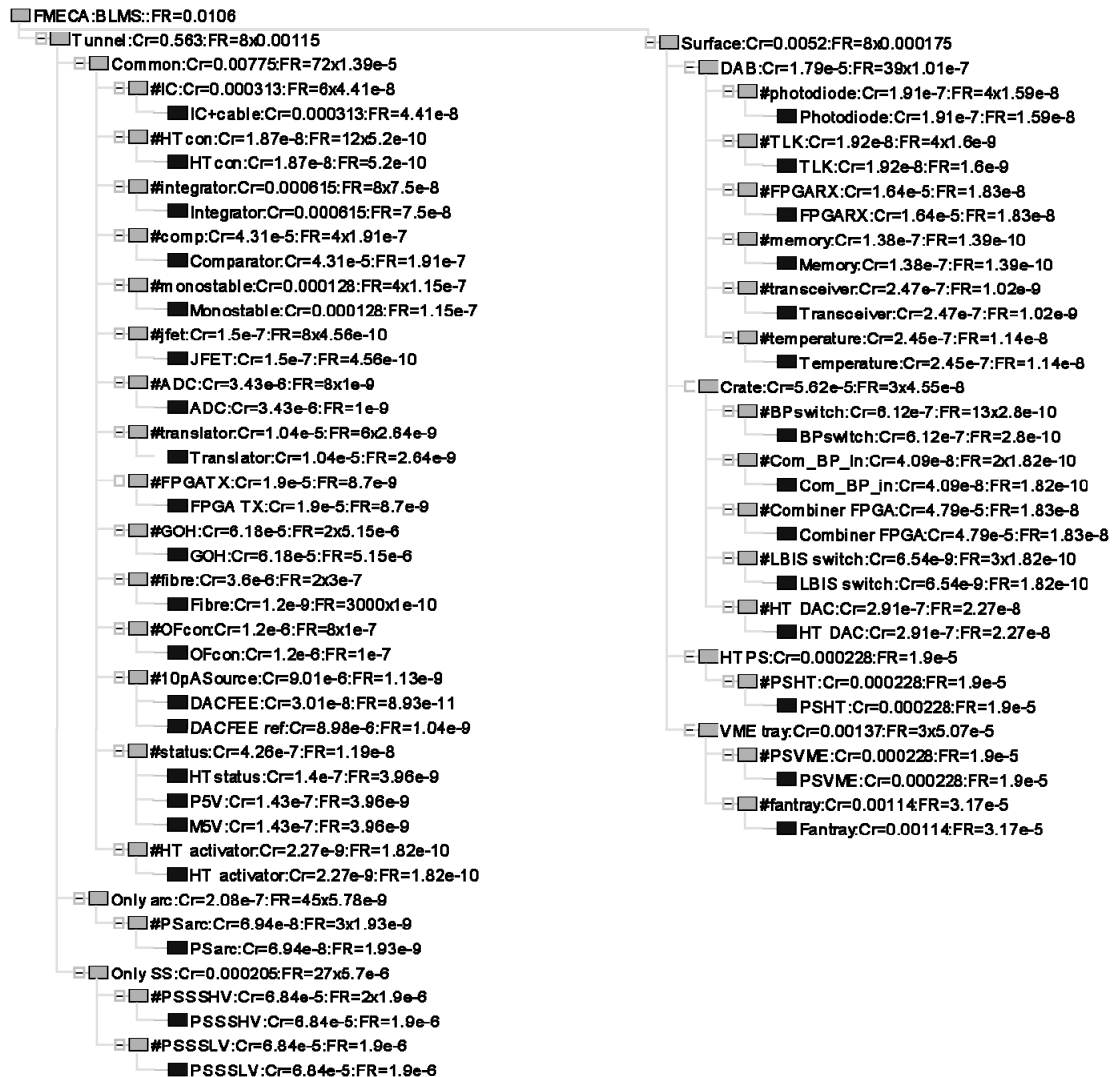 FMECA:BLMS::FR=0.0106
Tunnel:Cr=0.563:FR=8x0.00115
Common:Cr=0.00775:FR=72x1.39e-5
#IC:Cr=0.000313:FR=6x4.41e-8
IC+cable:Cr=0.000313:FR=4.41e-8
#HTcon:Cr=1.87e-8:FR=12x5.2e-10
HTcon:Cr=1.87e-8:FR=5.2e-10
#integrator:Cr=0.000615:FR=8x7.5e-8
Integrator:Cr=0.000615:FR=7.5e-8
#comp:Cr=4.31e-5:FR=4x1.91e-7
Comparator:Cr=4.31e-5:FR=1.91e-7
#monostable:Cr=0.000128:FR=4x1.15e-7
Monostable:Cr=0.000128:FR=1.15e-7
#jfet:Cr=1.5e-7:FR=8x4.56e-10
JFET:Cr=1.5e-7:FR=4.56e-10
#ADC:Cr=3.43e-6:FR=8x1e-9
ADC:Cr=3.43e-6:FR=1e-9
#translator:Cr=1.04e-5:FR=6x2.64e-9
Translator:Cr=1.04e-5:FR=2.64e-9
#FPGATX:Cr=1.9e-5:FR=8.7e-9
FPGA TX:Cr=1.9e-5:FR=8.7e-9
#GOH:Cr=6.18e-5:FR=2x5.15e-6
GOH:Cr=6.18e-5:FR=5.15e-6
#fibre:Cr=3.6e-6:FR=2x3e-7
Fibre:Cr=1.2e-9:FR=3000x1e-10
#OFcon:Cr=1.2e-6:FR=8x1e-7
OFcon:Cr=1.2e-6:FR=1e-7
#10pASource:Cr=9.01e-6:FR=1.13e-9
DACFEE:Cr=3.01e-8:FR=8.93e-11
DACFEE ref:Cr=8.98e-6:FR=1.04e-9
#status:Cr=4.26e-7:FR=1.19e-8
HTstatus:Cr=1.4e-7:FR=3.96e-9
P5V:Cr=1.43e-7:FR=3.96e-9
M5V:Cr=1.43e-7:FR=3.96e-9
#HT activator:Cr=2.27e-9:FR=1.82e-10
HT activator:Cr=2.27e-9:FR=1.82e-10
Only arc:Cr=2.08e-7:FR=45x5.78e-9
#PSarc:Cr=6.94e-8:FR=3x1.93e-9
PSarc:Cr=6.94e-8:FR=1.93e-9
Only SS:Cr=0.000205:FR=27x5.7e-6
#PSSSHV:Cr=6.84e-5:FR=2x1.9e-6
PSSSHV:Cr=6.84e-5:FR=1.9e-6
#PSSSLV:Cr=6.84e-5:FR=1.9e-6
PSSSLV:Cr=6.84e-5:FR=1.9e-6
Surface:Cr=0.0052:FR=8x0.000175
DAB:Cr=1.79e-5:FR=39x1.01e-7
#photodiode:Cr=1.91e-7:FR=4x1.59e-8
Photodiode:Cr=1.91e-7:FR=1.59e-8
#TLK:Cr=1.92e-8:FR=4x1.6e-9
TLK:Cr=1.92e-8:FR=1.6e-9
#FPGARX:Cr=1.64e-5:FR=1.83e-8
FPGARX:Cr=1.64e-5:FR=1.83e-8
#memory:Cr=1.38e-7:FR=1.39e-10
Memory:Cr=1.38e-7:FR=1.39e-10
#transceiver:Cr=2.47e-7:FR=1.02e-9
Transceiver:Cr=2.47e-7:FR=1.02e-9
#temperature:Cr=2.45e-7:FR=1.14e-8
Temperature:Cr=2.45e-7:FR=1.14e-8
Crate:Cr=5.62e-5:FR=3x4.55e-8
#BPswitch:Cr=6.12e-7:FR=13x2.8e-10
BPswitch:Cr=6.12e-7:FR=2.8e-10
#Com_BP_in:Cr=4.09e-8:FR=2x1.82e-10
Com_BP_in:Cr=4.09e-8:FR=1.82e-10
#Combiner FPGA:Cr=4.79e-5:FR=1.83e-8
Combiner FPGA:Cr=4.79e-5:FR=1.83e-8
#LBIS switch:Cr=6.54e-9:FR=3x1.82e-10
LBIS switch:Cr=6.54e-9:FR=1.82e-10
#HT DAC:Cr=2.91e-7:FR=2.27e-8
HT DAC:Cr=2.91e-7:FR=2.27e-8
HTPS:Cr=0.000228:FR=1.9e-5
#PSHT:Cr=0.000228:FR=1.9e-5
PSHT:Cr=0.000228:FR=1.9e-5
VME tray:Cr=0.00137:FR=3x5.07e-5
#PSVME:Cr=0.000228:FR=1.9e-5
PSVME:Cr=0.000228:FR=1.9e-5
#fantray:Cr=0.00114:FR=3.17e-5
Fantray:Cr=0.00114:FR=3.17e-5